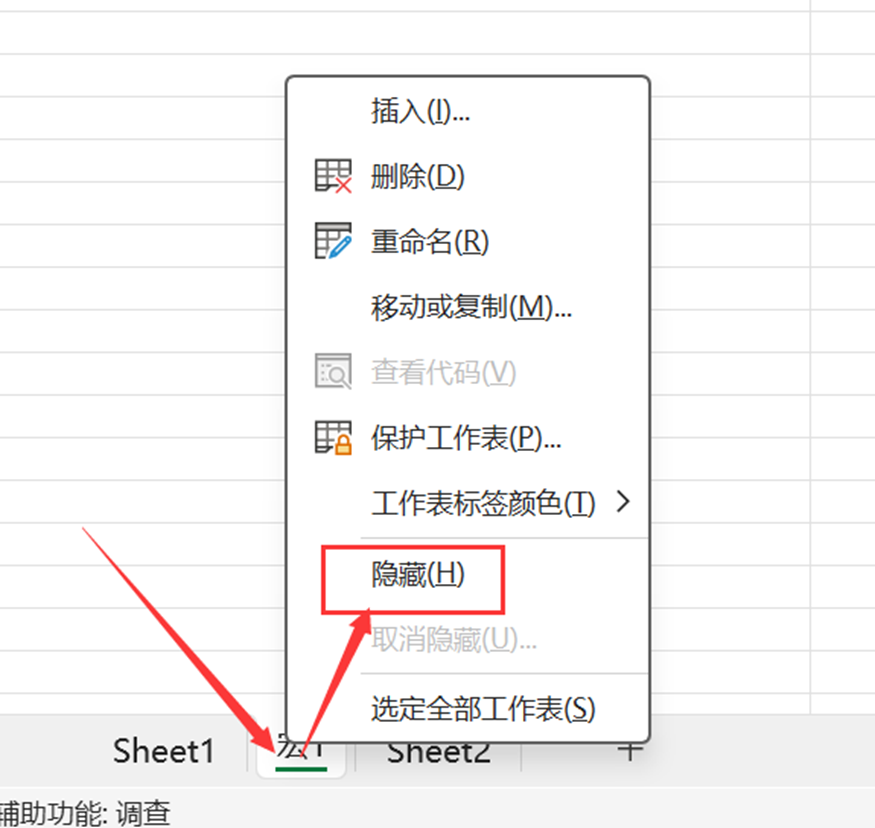 插入(I)...
删除(D)
重命名(R)
移动或复制(M)...
查看代码(V)
保护工作表(P)...
工作表标签颜色(T)
隐藏(H)
取消隐藏(U)...
选定全部工作表(S)
Sheet1 宏1 Sheet2
辅助功能: 调查